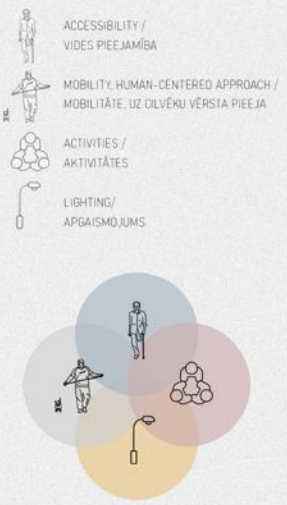 ACCESSIBILITY /
VIDES PIEEJAMĪBA
MOBILITY, HUMAN-CENTERED APPROACH /
MOBILITĀTE, UZ CILVĒKU VĒRSTA PIEEJA
ACTIVITIES /
AKTIVITĀTES
LIGHTING/
APGAISMOJUMS